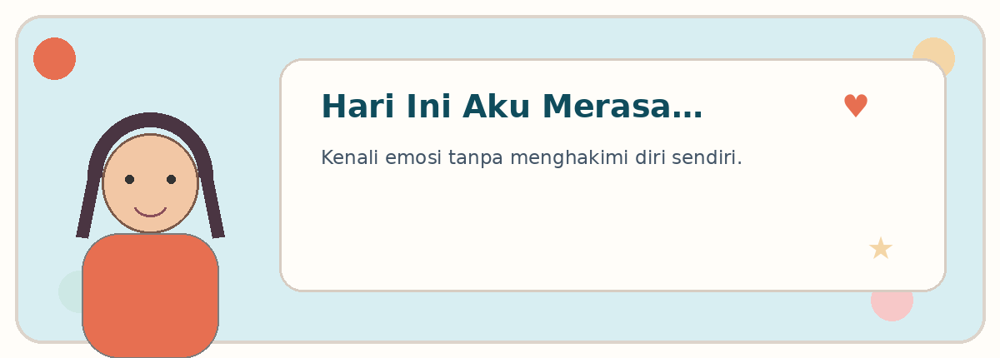 Hari Ini Aku Merasa...
Kenali emosi tanpa menghakimi diri sendiri.